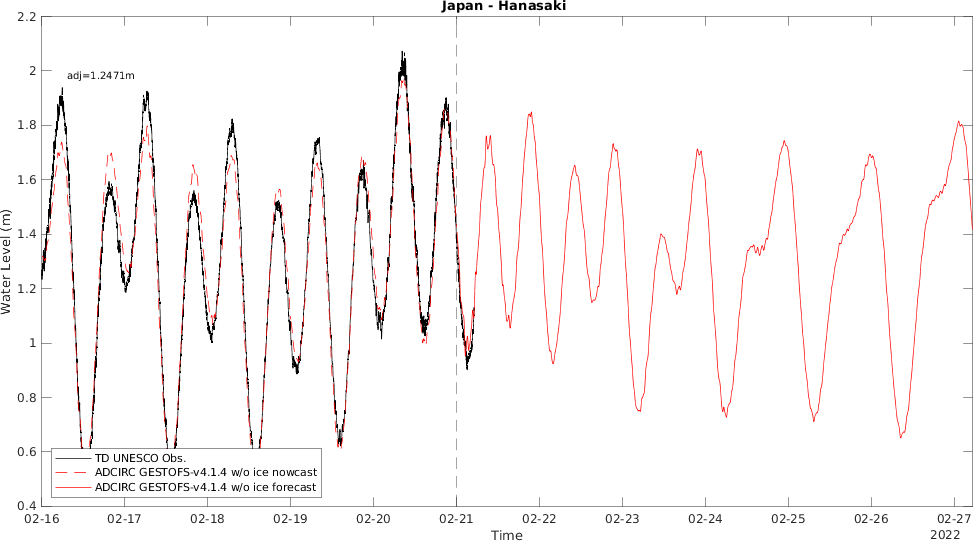 Japan - Hanasaki
2.2
2
1.8
1.6
1.4
1.2
1
0.8
0.6
0.4
Water Level (m)
adj=1.2471m
TD UNESCO Obs.
ADCIRC GESTOFS-v4.1.4 w/o ice nowcast
ADCIRC GESTOFS-v4.1.4 w/o ice forecast
02-16 02-17 02-18 02-19 02-20 02-21 02-22 02-23 02-24 02-25 02-26 02-27
Time
2022